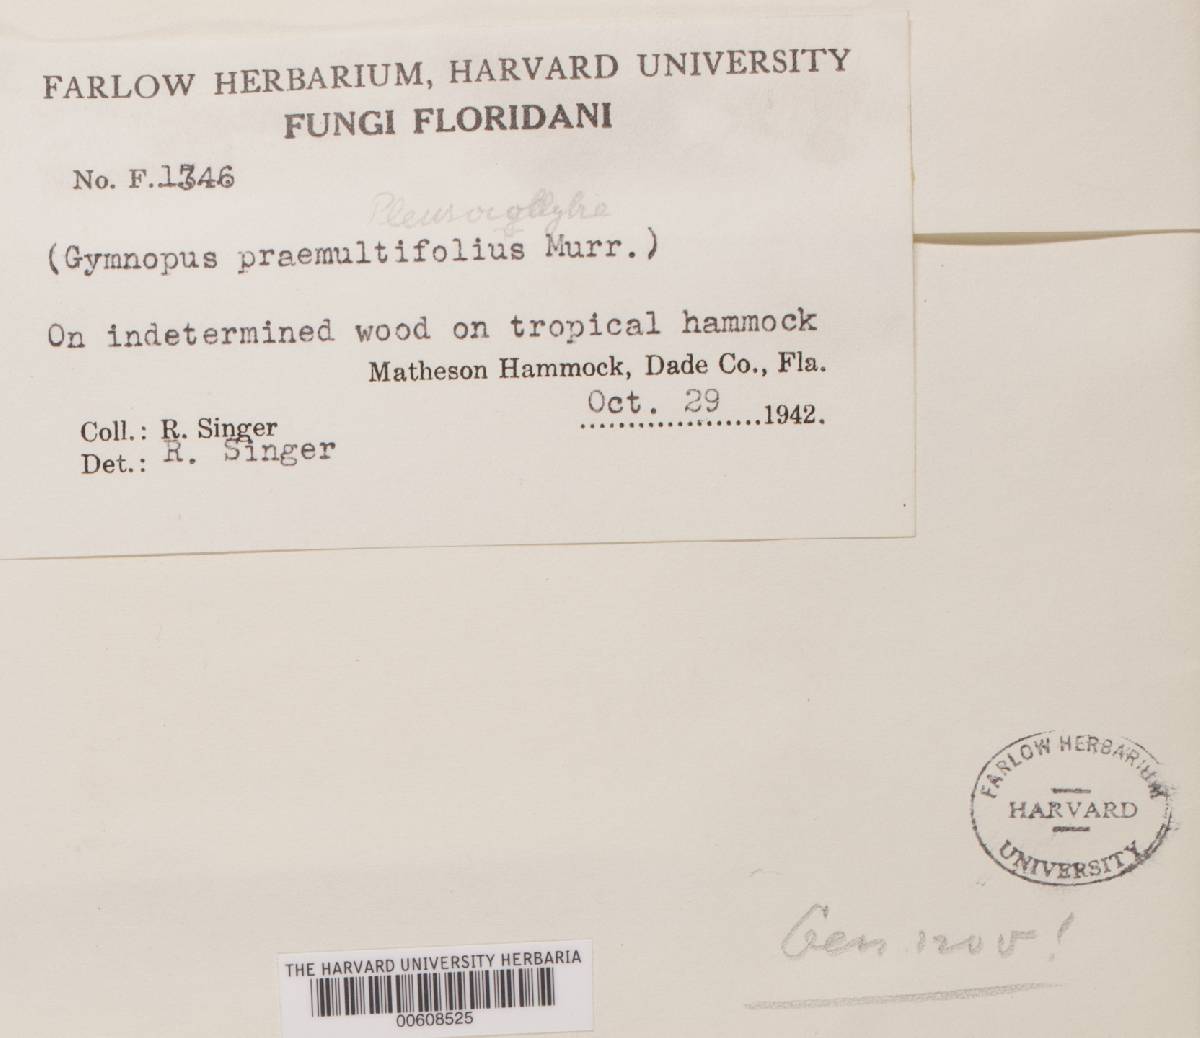 FARLOW HERBARIUM, HARVARD UNIVERSITY
FUNGI FLORIDANI
No. F.1346
Pleurocollybia
(Gymnopus praemultifolius Murr.)
On indetermined wood on tropical hammock
Matheson Hammock, Dade Co., Fla.
Oct. 29 1942.
Coll.: R. Singer
Det.: R. Singer
FARLOW HERBARIUM
HARVARD
UNIVERSITY
Gen nov!
THE HARVARD UNIVERSITY HERBARIA
00608525